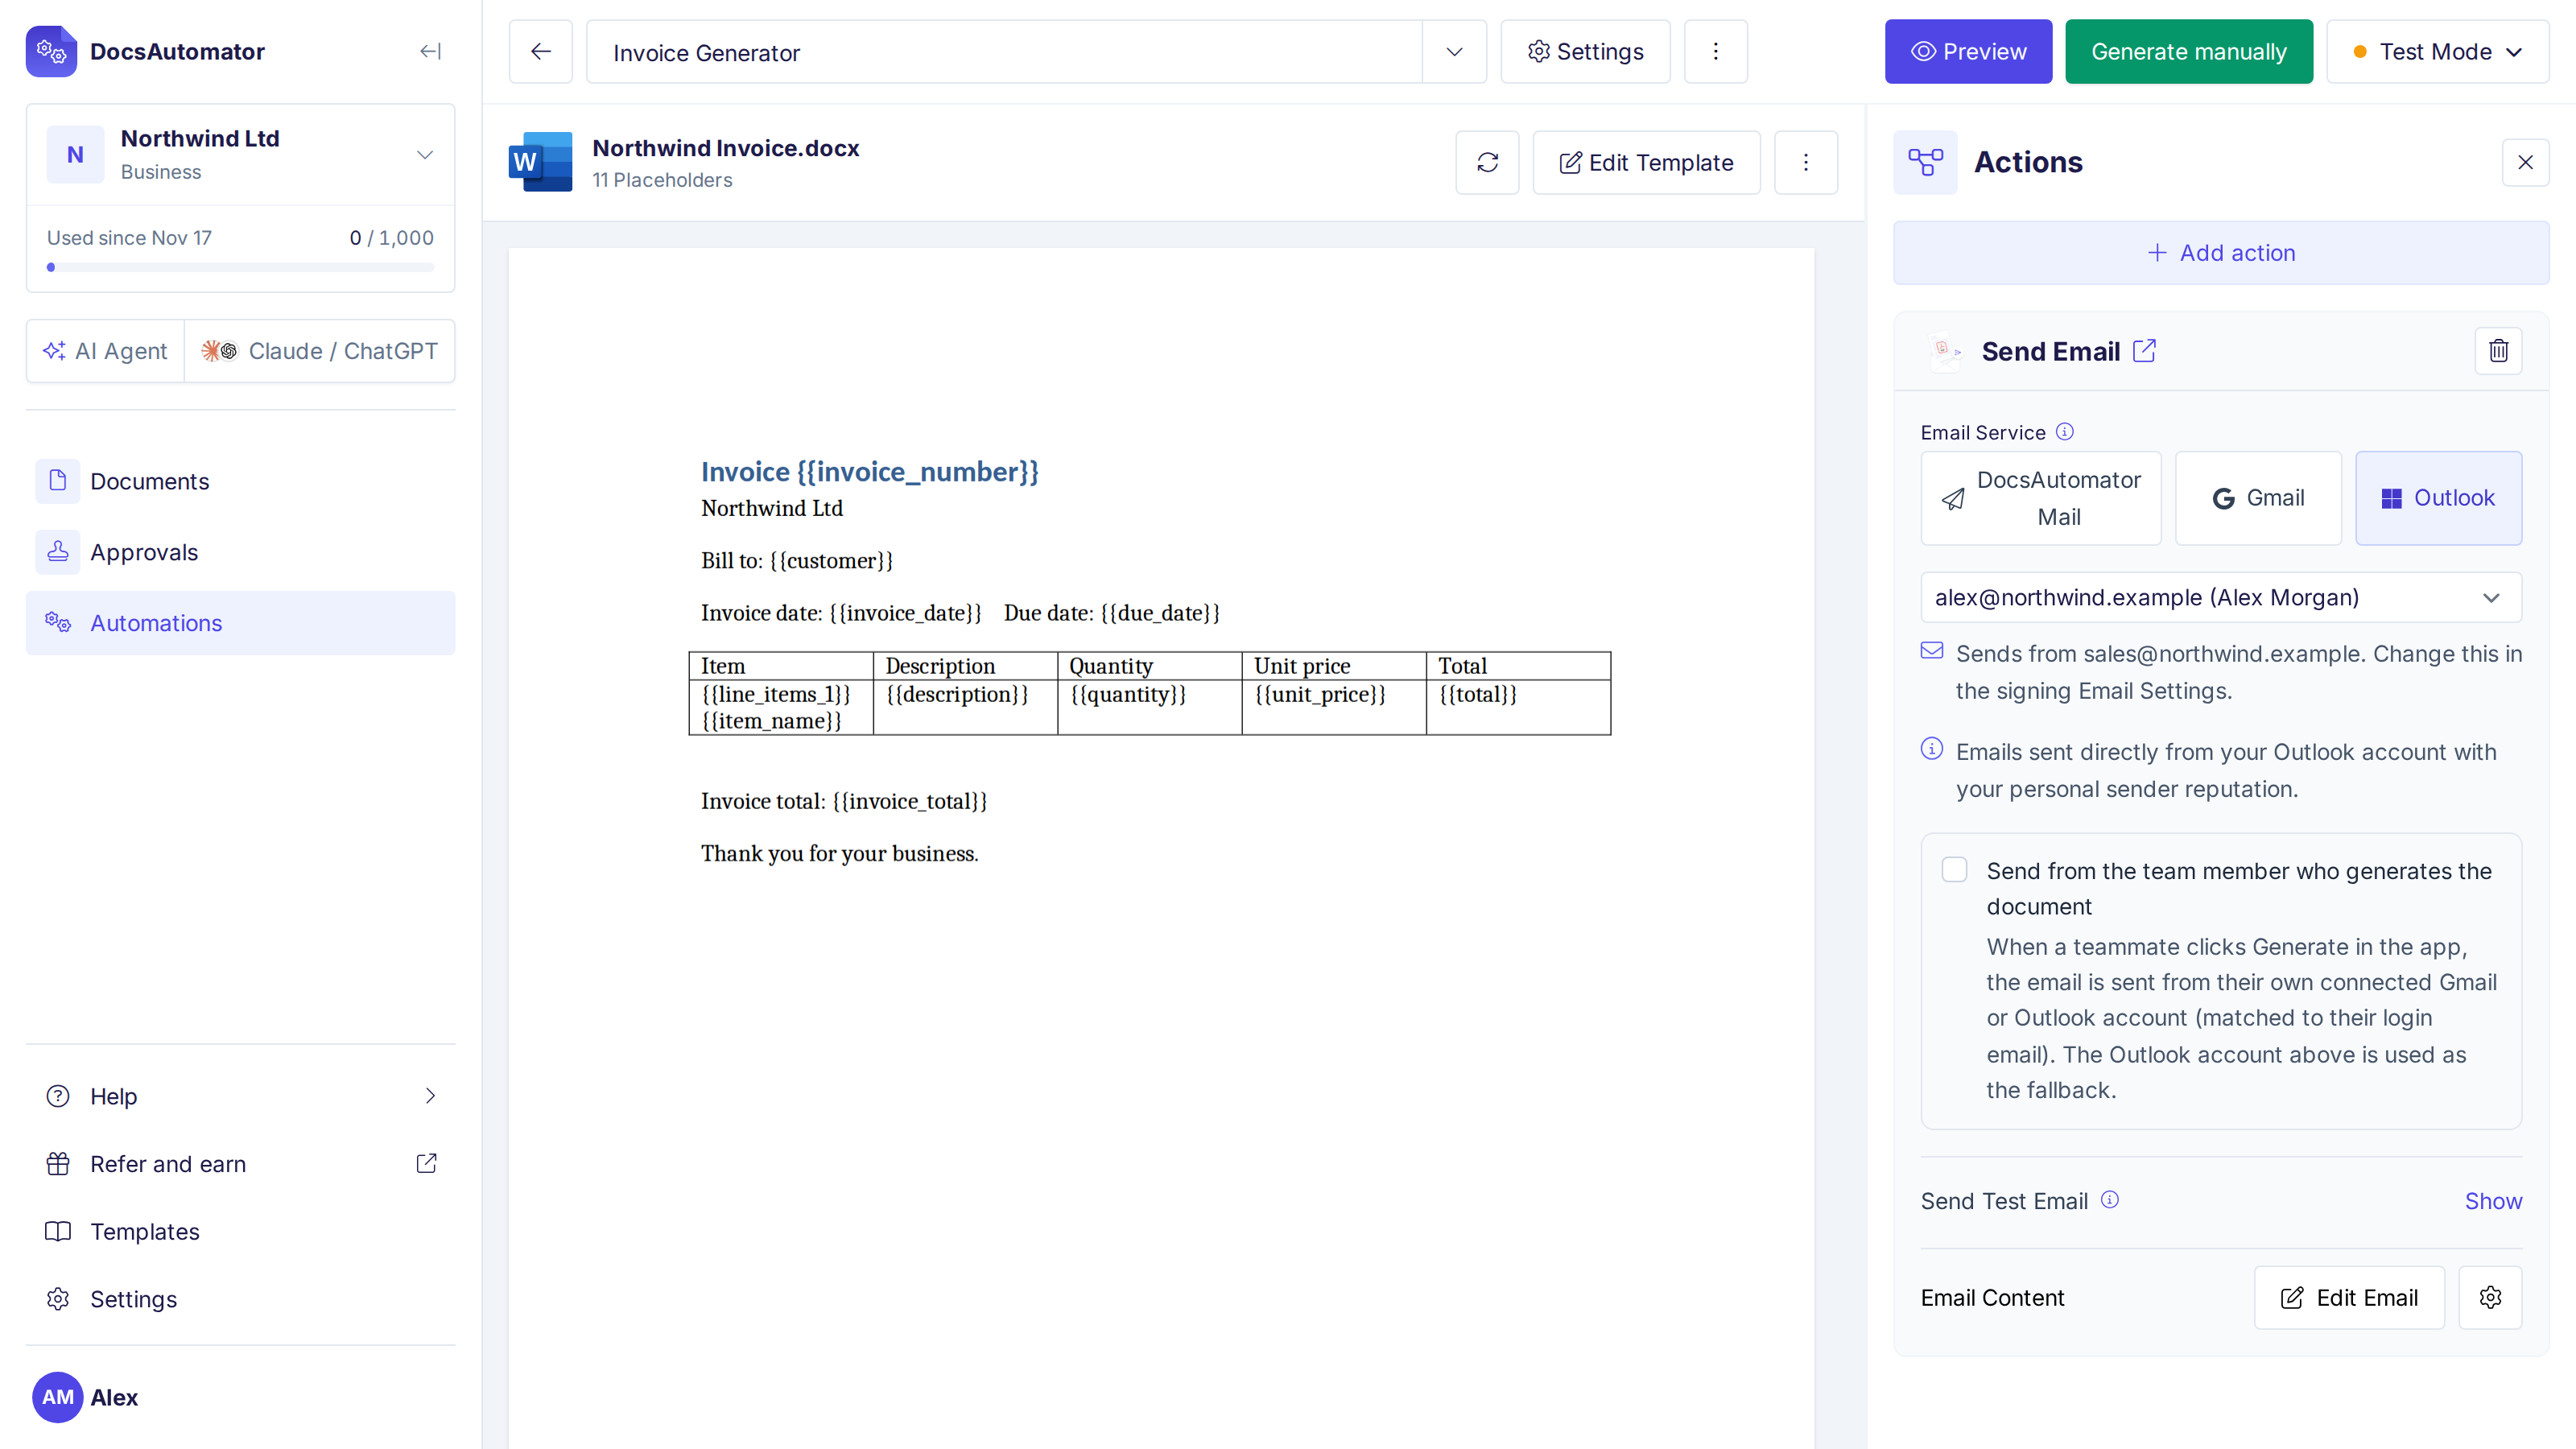 DocsAutomator
N
Northwind Ltd
Business
Used since Nov 17
0 / 1,000
AI Agent
Claude / ChatGPT
Documents
Approvals
Automations
Help
Refer and earn
Templates
Settings
AM
Alex
Invoice Generator
Settings
Preview
Generate manually
Test Mode
W
Northwind Invoice.docx
11 Placeholders
Edit Template
Invoice {{invoice_number}}
Northwind Ltd
Bill to: {{customer}}
Invoice date: {{invoice_date}} Due date: {{due_date}}
Item Description Quantity Unit price Total
{{line_items_1}} {{description}} {{quantity}} {{unit_price}} {{total}}
{{item_name}}
Invoice total: {{invoice_total}}
Thank you for your business.
Actions
Add action
Send Email
Email Service
DocsAutomator
Mail
Gmail
Outlook
alex@northwind.example (Alex Morgan)
Sends from sales@northwind.example. Change this in
the signing Email Settings.
Emails sent directly from your Outlook account with
your personal sender reputation.
Send from the team member who generates the
document
When a teammate clicks Generate in the app,
the email is sent from their own connected Gmail
or Outlook account (matched to their login
email). The Outlook account above is used as
the fallback.
Send Test Email
Show
Email Content
Edit Email